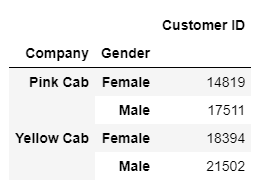 Customer ID
Company Gender
Pink Cab Female 14819
Male 17511
Yellow Cab Female 18394
Male 21502